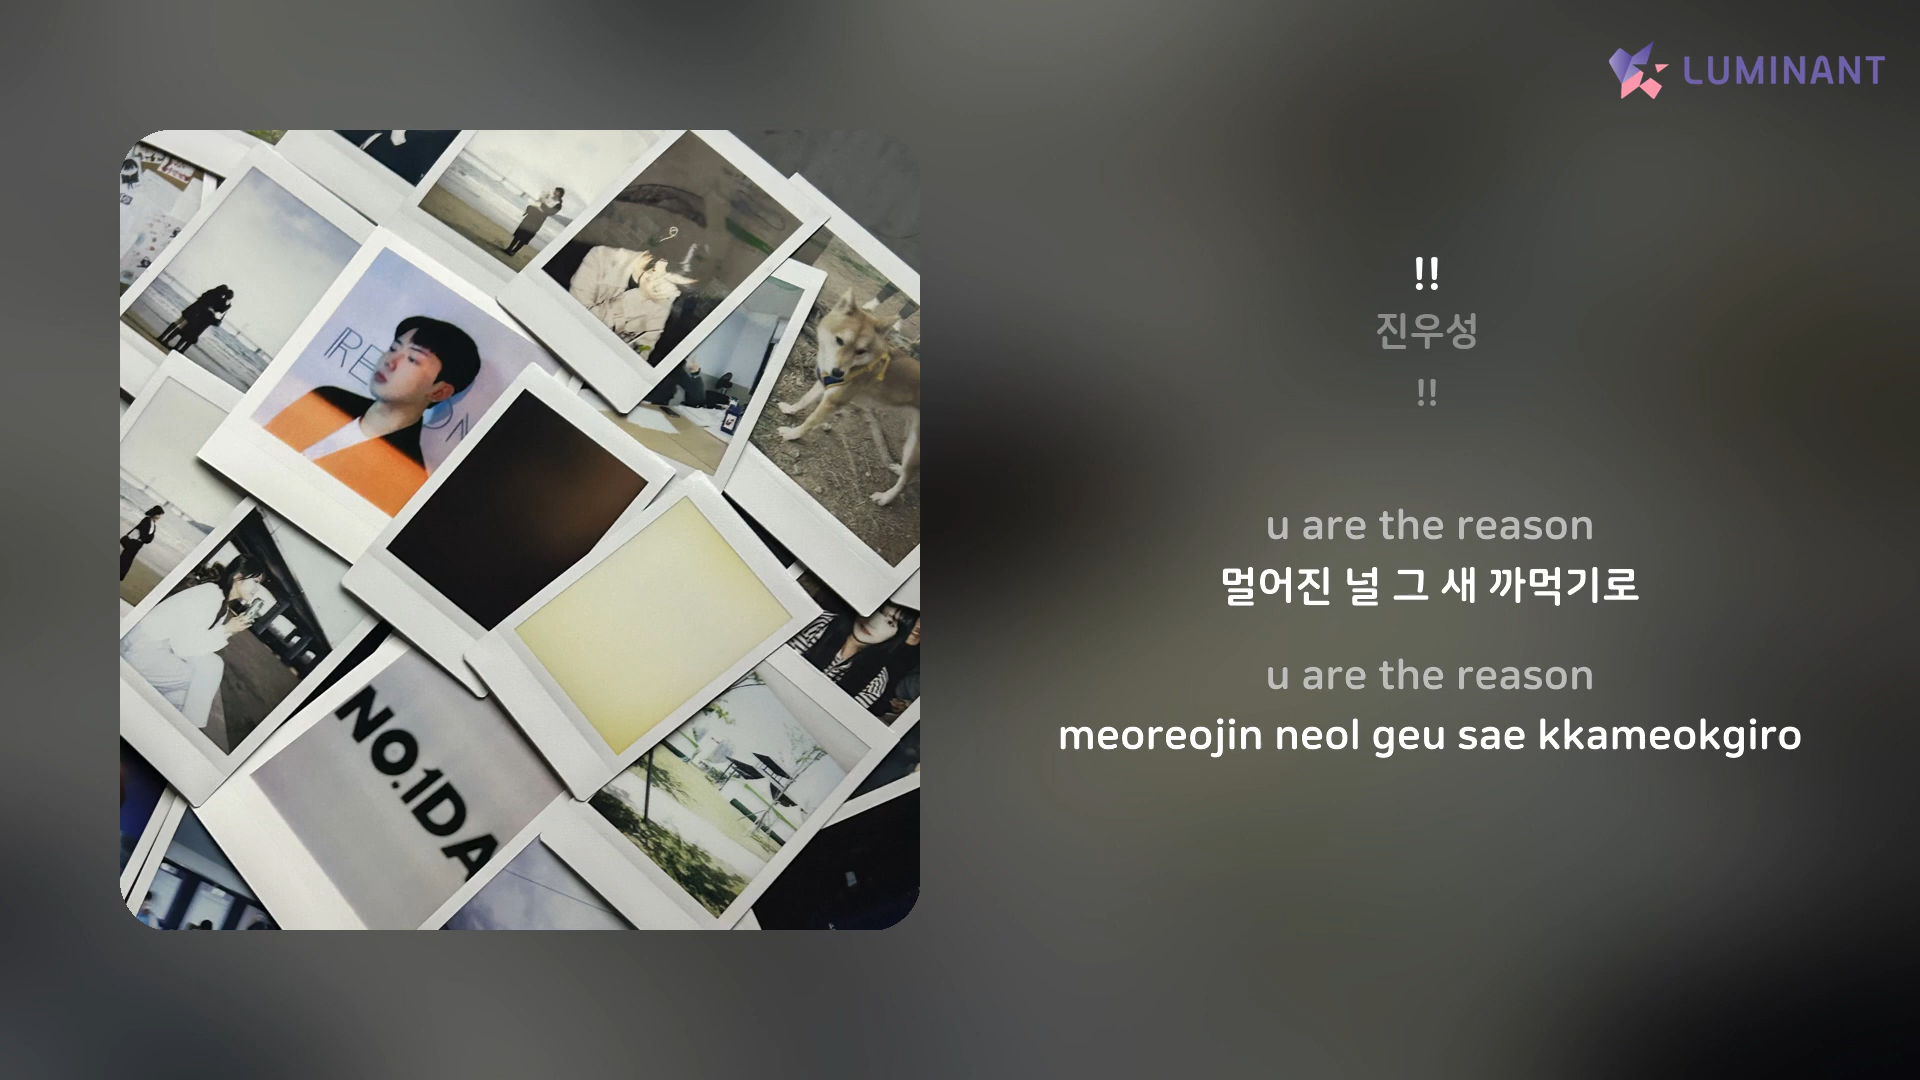 LUMINANT
!!
진우성
!!
u are the reason
멀어진 널 그 새 까먹기로
u are the reason
meoreojin neol geu sae kkameokgiro
NO.1DA